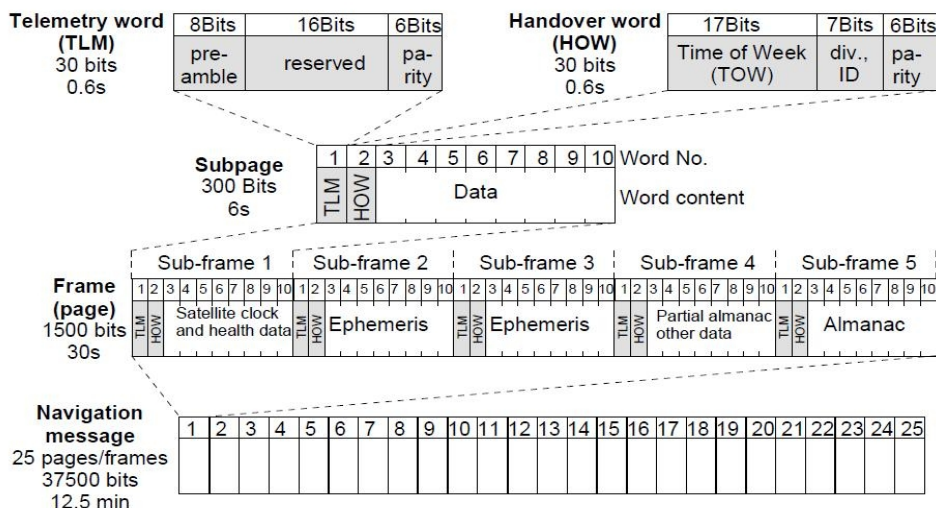 Telemetry word
(TLM)
30 bits
0.6s
8Bits 16Bits 6Bits
pre-
amble
reserved
pa-
rity
Handover word
(HOW)
30 bits
0.6s
17Bits 7Bits 6Bits
Time of Week
(TOW)
div.,
ID
pa-
rity
Subpage
300 Bits
6s
1 2 3 4 5 6 7 8 9 10 Word No.
TLM HOW Data Word content
Sub-frame 1 Sub-frame 2 Sub-frame 3 Sub-frame 4 Sub-frame 5
Frame
(page)
1500 bits
30s
1 2 3 4 5 6 7 8 9 10 1 2 3 4 5 6 7 8 9 10 1 2 3 4 5 6 7 8 9 10 1 2 3 4 5 6 7 8 9 10 1 2 3 4 5 6 7 8 9 10
TLM HOW
Satellite clock
and health data
TLM HOW
Ephemeris
TLM HOW
Ephemeris
TLM HOW
Partial almanac
other data
TLM HOW
Almanac
Navigation
message
25 pages/frames
37500 bits
12.5 min
1 2 3 4 5 6 7 8 9 10 11 12 13 14 15 16 17 18 19 20 21 22 23 24 25